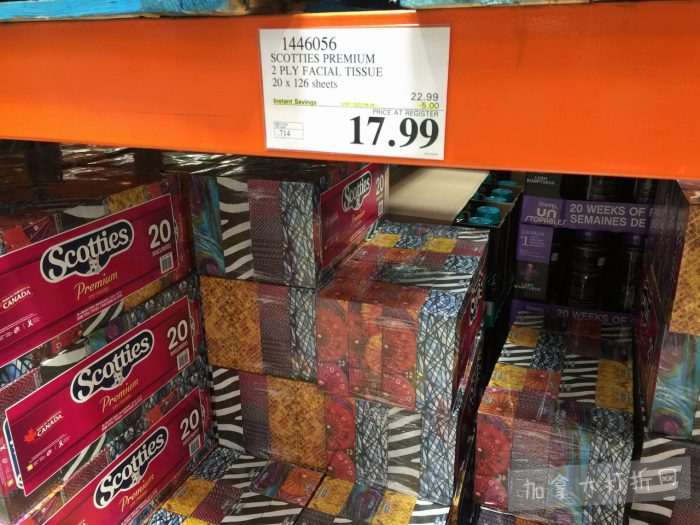 1446056
SCOTTIES PREMIUM
2 PLY FACIAL TISSUE
20 x 126 sheets
22.99
Instant Savings
-5.00
PRICE AT REGISTER
17.99
714
Scotties
20
Premium
CANADA
Scotties
20
Premium
CANADA
Scotties
20
Scotties
UN
STOPABLES
20 WEEKS OF
SEMAINES DE
20 WEEKS OF
加拿大打折网